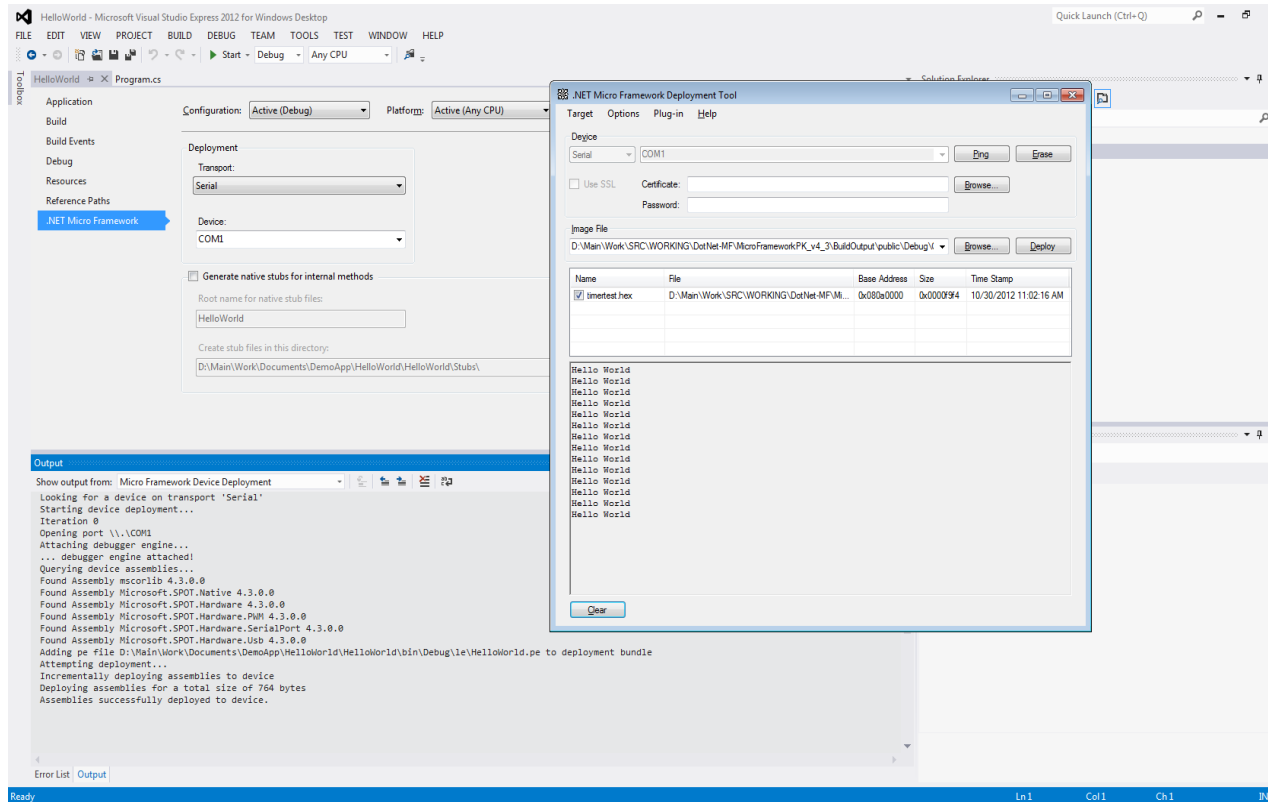 HelloWorld - Microsoft Visual Studio Express 2012 for Windows Desktop
Quick Launch (Ctrl+Q)
FILE EDIT VIEW PROJECT BUILD DEBUG TEAM TOOLS TEST WINDOW HELP
Start Debug Any CPU
Toolbox
HelloWorld Program.cs
Solution Explorer
Application
Build
Build Events
Debug
Resources
Reference Paths
.NET Micro Framework
Configuration: Active (Debug) Platform: Active (Any CPU)
Deployment
Transport:
Serial
Device:
COM1
Generate native stubs for internal methods
Root name for native stub files:
HelloWorld
Create stub files in this directory:
D:\Main\Work\Documents\DemoApp\HelloWorld\HelloWorld\Stubs\
.NET Micro Framework Deployment Tool
Target Options Plug-in Help
Device
Serial COM1 Ping Erase
Use SSL Certificate: Browse...
Password:
Image File
D:\Main\Work\SRC\WORKING\DotNet-MF\MicroFrameworkPK_v4_3\BuildOutput\public\Debug\( Browse... Deploy
Name File Base Address Size Time Stamp
timertest.hex D:\Main\Work\SRC\WORKING\DotNet-MF\Mi... 0x080a0000 0x0000f9f4 10/30/2012 11:02:16 AM
Hello World
Hello World
Hello World
Hello World
Hello World
Hello World
Hello World
Hello World
Hello World
Hello World
Hello World
Hello World
Hello World
Hello World
Clear
Output
Show output from: Micro Framework Device Deployment
Looking for a device on transport 'Serial'
Starting device deployment...
Iteration 0
Opening port \\.\COM1
Attaching debugger engine...
... debugger engine attached!
Querying device assemblies...
Found Assembly mscorlib 4.3.0.0
Found Assembly Microsoft.SPOT.Native 4.3.0.0
Found Assembly Microsoft.SPOT.Hardware 4.3.0.0
Found Assembly Microsoft.SPOT.Hardware.PWM 4.3.0.0
Found Assembly Microsoft.SPOT.Hardware.SerialPort 4.3.0.0
Found Assembly Microsoft.SPOT.Hardware.Usb 4.3.0.0
Adding pe file D:\Main\Work\Documents\DemoApp\HelloWorld\HelloWorld\bin\Debug\le\HelloWorld.pe to deployment bundle
Attempting deployment...
Incrementally deploying assemblies to device
Deploying assemblies for a total size of 764 bytes
Assemblies successfully deployed to device.
Error List Output
Ready Ln 1 Col 1 Ch 1 IN